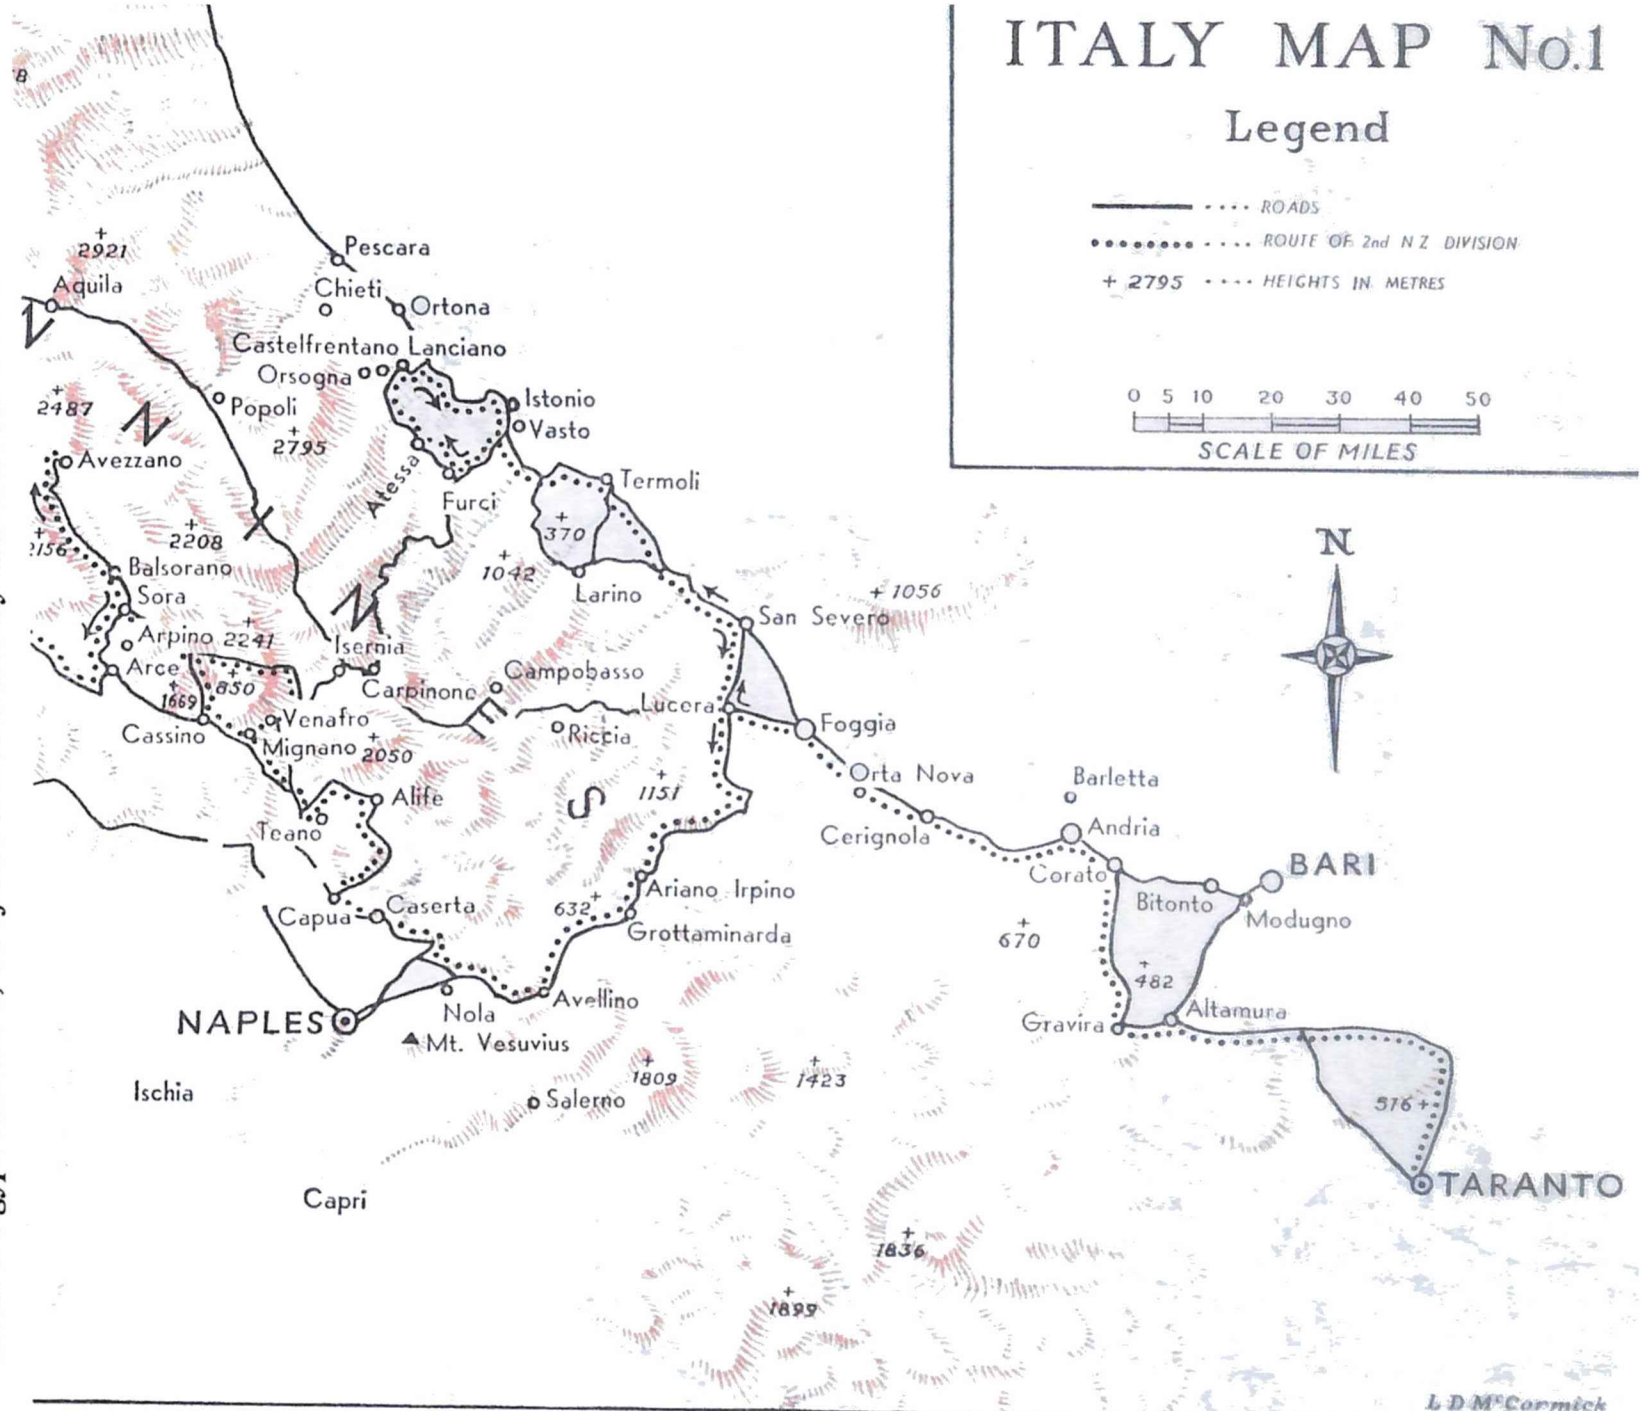 ITALY MAP No.1
Legend
ROADS
ROUTE OF 2nd N Z DIVISION
+ 2795 HEIGHTS IN METRES
0 5 10 20 30 40 50
SCALE OF MILES
N
2921
Aquila
Pescara
Chieti
Ortona
Castelfrentano Lanciano
Orsogna
2487
Popoli
2795
Istonio
Vasto
Avezzano
Atessa
Furci
Termoli
370
2156
2208
1042
Balsorano
Larino
1056
Sora
San Severo
Arpino 2241
Isernia
Arce
850
Campobasso
1669
Carpinone
Lucera
Cassino
Venafro
Riccia
Foggia
Mignano 2050
Orta Nova
Barletta
1151
Alife
Teano
Cerignola
Andria
Corato
BARI
Ariano Irpino
Bitonto
Capua
Caserta
632
Modugno
Grottaminarda
670
482
Avellino
Nola
Altamura
NAPLES
Gravira
Mt. Vesuvius
1809
1423
Ischia
Salerno
516
Capri
TARANTO
1836
1899
L D McCormick